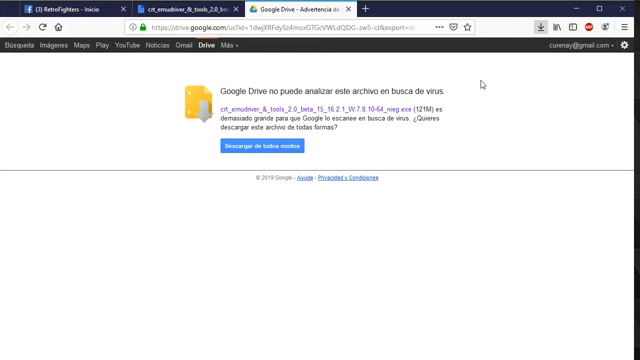 (3) RetroFighters - Inicio
crt_emudriver_&_tools_2.0_beta
Google Drive - Advertencia de
https://drive.google.com/uc?id=1dwjXRFdySz4moxGTGcVWLdQDG-zw5-cJ&export=d
Búsqueda Imágenes Maps Play YouTube Noticias Gmail Drive Más
curenay@gmail.com
Google Drive no puede analizar este archivo en busca de virus.
crt_emudriver_&_tools_2.0_beta_15_16.2.1_W.7.8.10-64_nieg.exe (121M) es
demasiado grande para que Google lo escanee en busca de virus. ¿Quieres
descargar este archivo de todas formas?
Descargar de todos modos
© 2019 Google - Ayuda - Privacidad y Condiciones